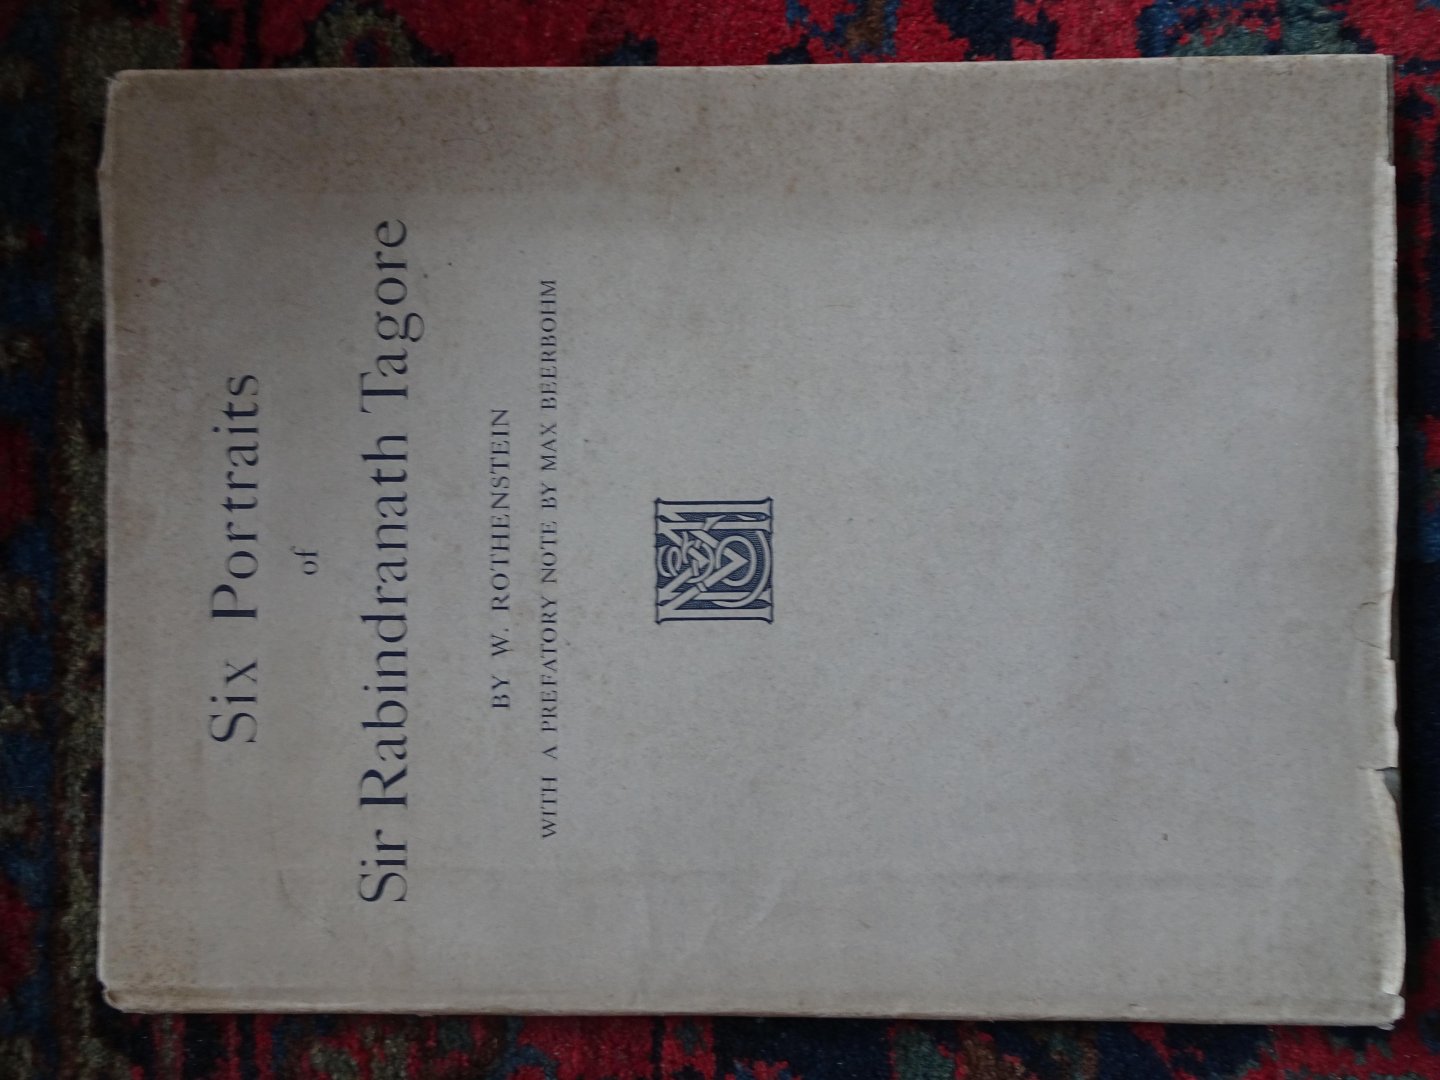 Six Portraits
of
Sir Rabindranath Tagore
BY W. ROTHENSTEIN
WITH A PREFATORY NOTE BY MAX BEERBOHM